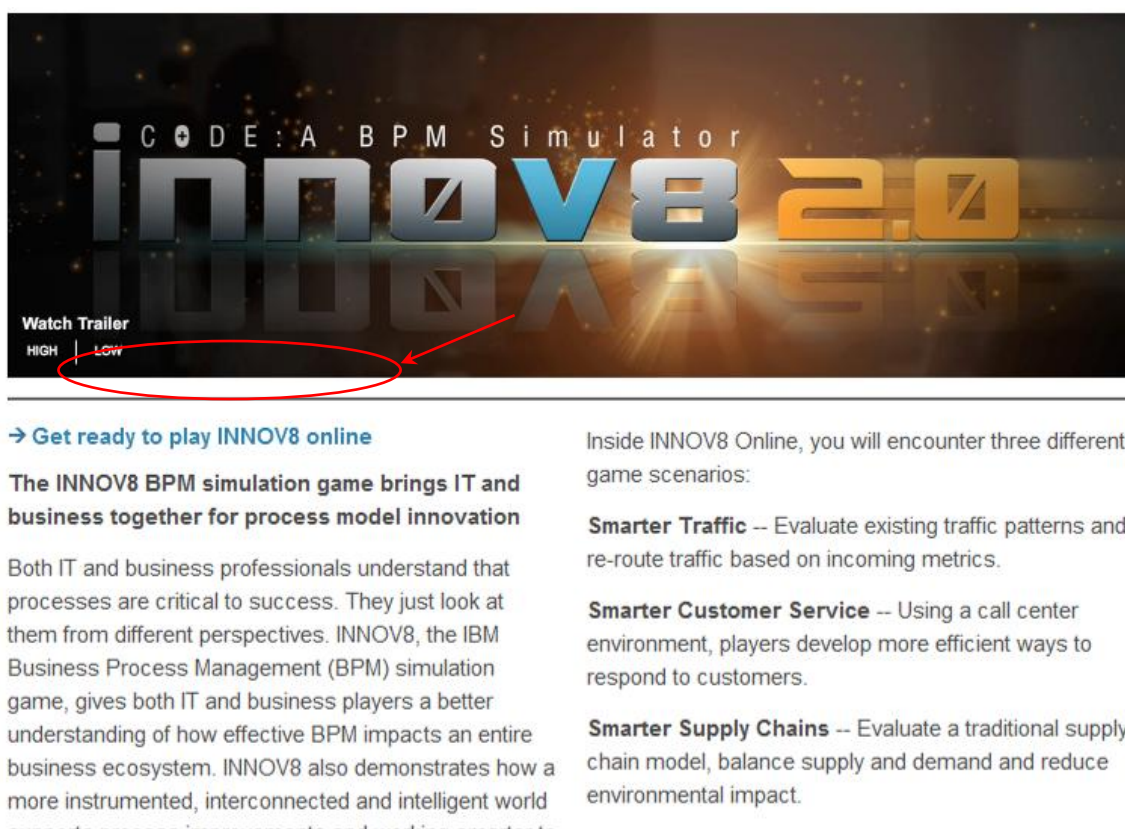 CODE:A BPM Simulator
innov8 2.0
Watch Trailer
HIGH | LOW
→ Get ready to play INNOV8 online
The INNOV8 BPM simulation game brings IT and
business together for process model innovation
Both IT and business professionals understand that
processes are critical to success. They just look at
them from different perspectives. INNOV8, the IBM
Business Process Management (BPM) simulation
game, gives both IT and business players a better
understanding of how effective BPM impacts an entire
business ecosystem. INNOV8 also demonstrates how a
more instrumented, interconnected and intelligent world
Inside INNOV8 Online, you will encounter three different
game scenarios:
Smarter Traffic -- Evaluate existing traffic patterns and
re-route traffic based on incoming metrics.
Smarter Customer Service -- Using a call center
environment, players develop more efficient ways to
respond to customers.
Smarter Supply Chains -- Evaluate a traditional supply
chain model, balance supply and demand and reduce
environmental impact.